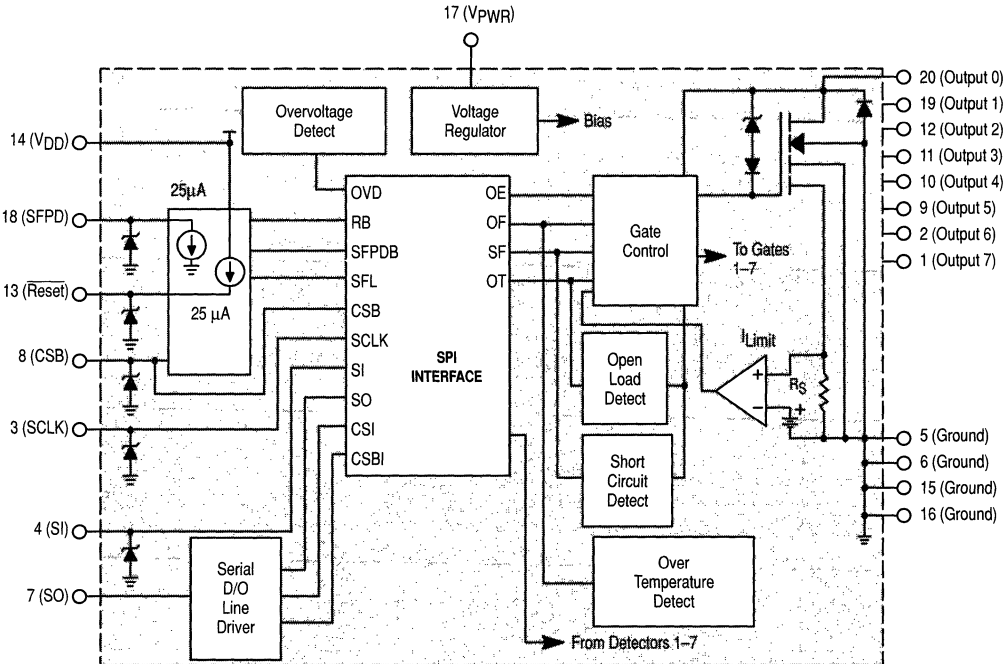 17 (VPWR)
20 (Output 0)
19 (Output 1)
12 (Output 2)
11 (Output 3)
10 (Output 4)
9 (Output 5)
2 (Output 6)
1 (Output 7)
14 (VDD)
Overvoltage
Detect
Voltage
Regulator
Bias
25µA
18 (SFPD)
13 (Reset)
25 µA
8 (CSB)
3 (SCLK)
4 (SI)
7 (SO)
OVD
RB
SFPDB
SFL
CSB
SCLK
SI
SO
CSI
CSBI
SPI
INTERFACE
OE
OF
SF
OT
Gate
Control
To Gates
1–7
ILimit
+
–
RS
+
Open
Load
Detect
Short
Circuit
Detect
Over
Temperature
Detect
5 (Ground)
6 (Ground)
15 (Ground)
16 (Ground)
Serial
D/O
Line
Driver
From Detectors 1–7